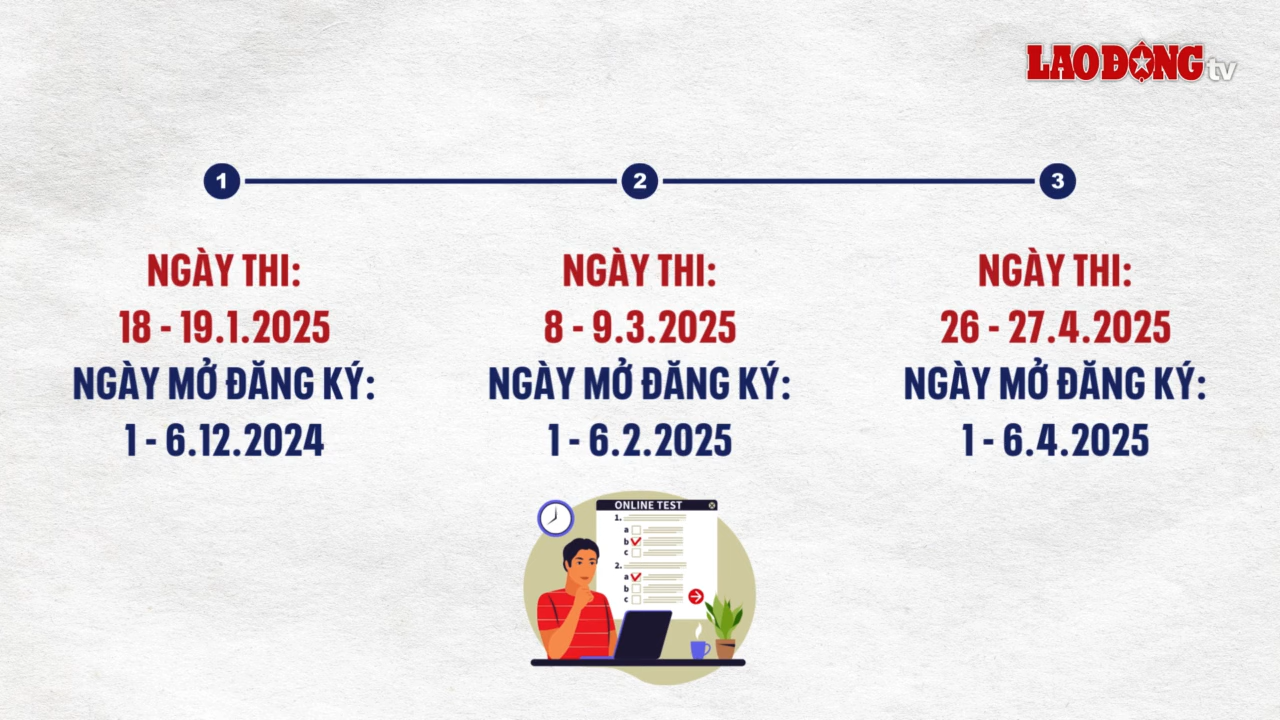 LAO ĐỘNG tv
1
2
3
NGÀY THI:
18 - 19.1.2025
NGÀY MỞ ĐĂNG KÝ:
1 - 6.12.2024
NGÀY THI:
8 - 9.3.2025
NGÀY MỞ ĐĂNG KÝ:
1 - 6.2.2025
NGÀY THI:
26 - 27.4.2025
NGÀY MỞ ĐĂNG KÝ:
1 - 6.4.2025
ONLINE TEST
1.
a
b
c
2.
a
b
c